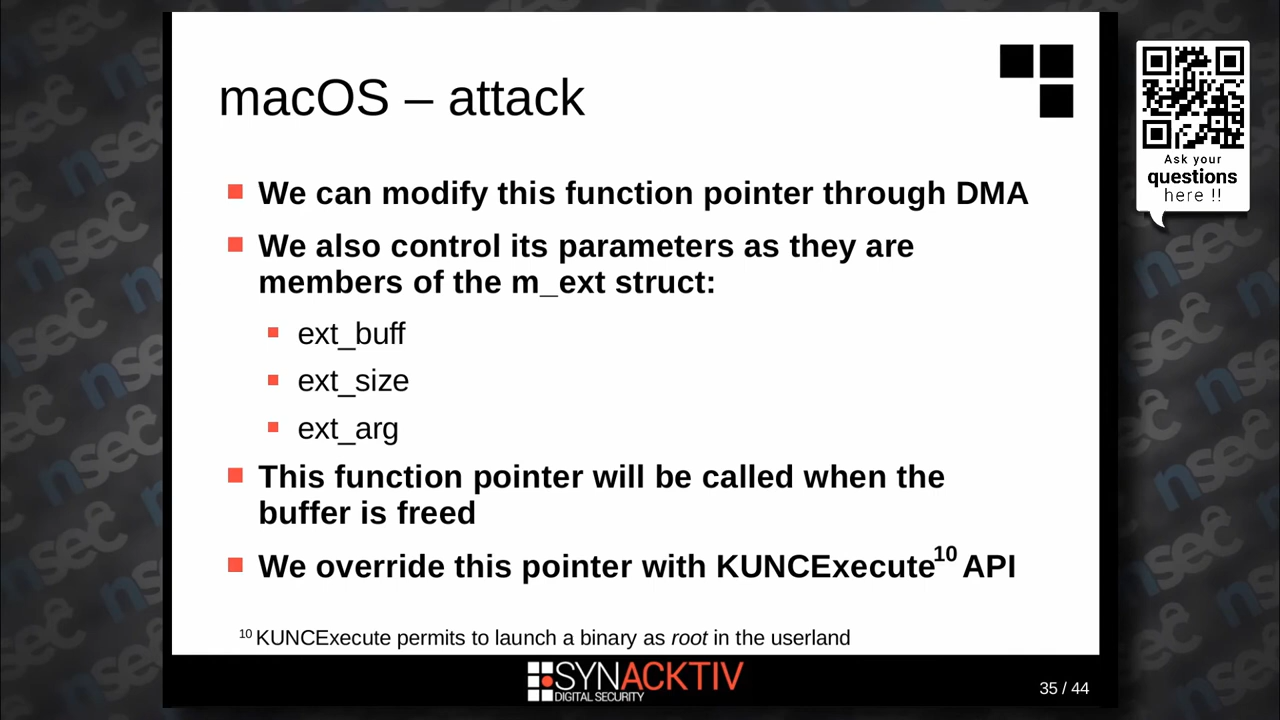 macOS – attack
We can modify this function pointer through DMA
We also control its parameters as they are
members of the m_ext struct:
ext_buff
ext_size
ext_arg
This function pointer will be called when the
buffer is freed
We override this pointer with KUNCExecute10 API
10 KUNCExecute permits to launch a binary as root in the userland
SYNACKTIV
DIGITAL SECURITY
35 / 44
Ask your
questions
here !!
nsec